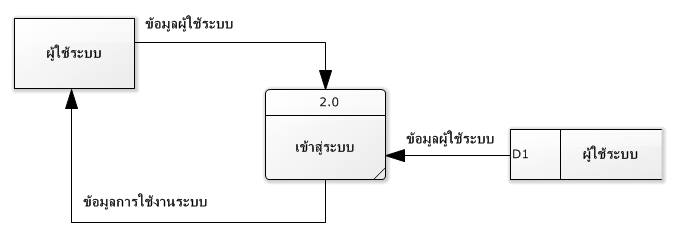 ข้อมูลผู้ใช้ระบบ
ผู้ใช้ระบบ
2.0
เข้าสู่ระบบ
ข้อมูลผู้ใช้ระบบ
D1
ผู้ใช้ระบบ
ข้อมูลการใช้งานระบบ